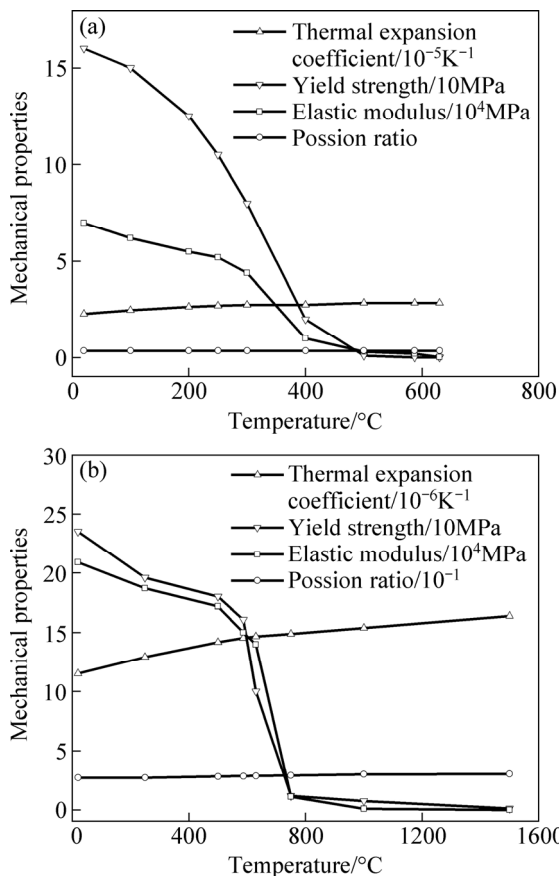 (a)
Thermal expansion
coefficient/10⁻⁵K⁻¹
Yield strength/10MPa
Elastic modulus/10⁴MPa
Possion ratio
15
10
5
0
Mechanical properties
0 200 400 600 800
Temperature/°C
(b)
Thermal expansion
coefficient/10⁻⁶K⁻¹
Yield strength/10MPa
Elastic modulus/10⁴MPa
Possion ratio/10⁻¹
30
25
20
15
10
5
0
Mechanical properties
0 400 800 1200 1600
Temperature/°C